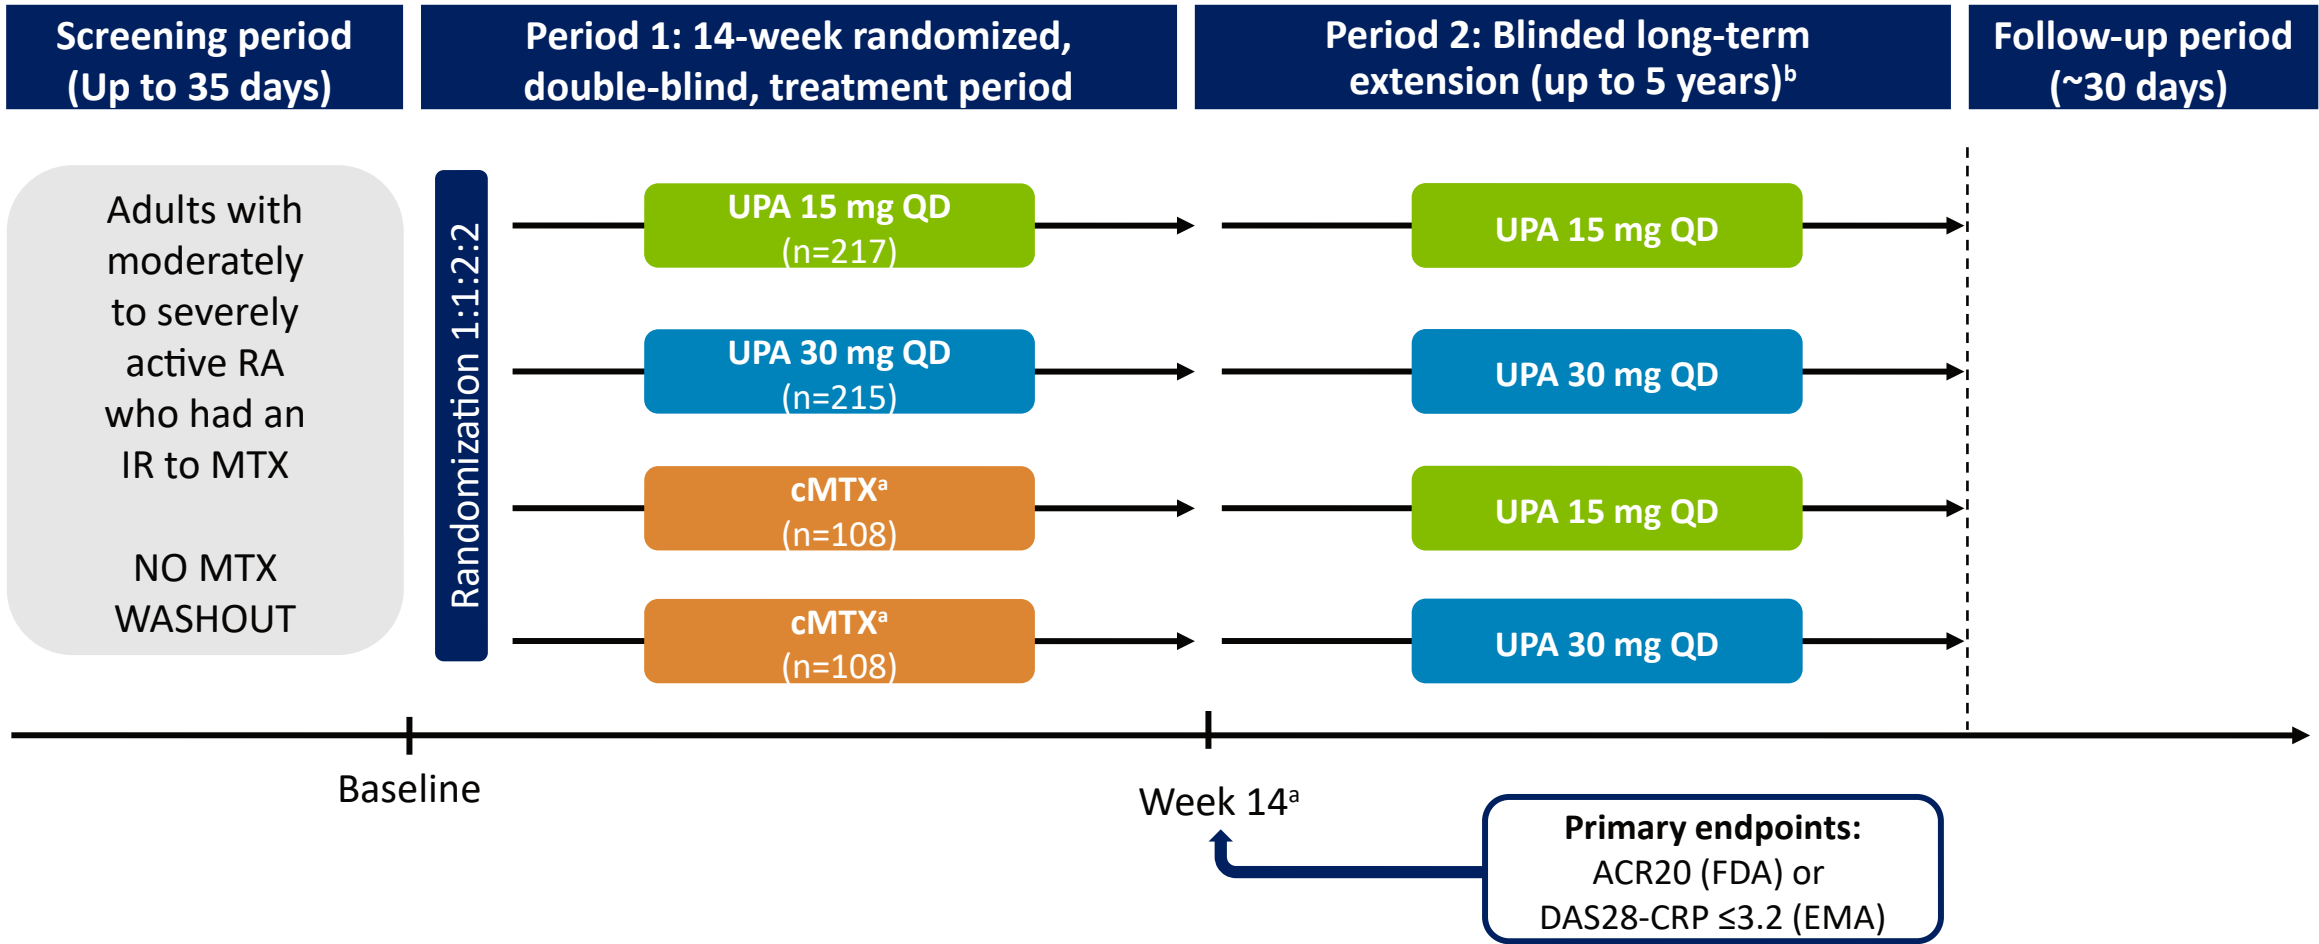 Screening period
(Up to 35 days)
Period 1: 14-week randomized,
double-blind, treatment period
Period 2: Blinded long-term
extension (up to 5 years)ᵇ
Follow-up period
(~30 days)
Adults with
moderately
to severely
active RA
who had an
IR to MTX
NO MTX
WASHOUT
Randomization 1:1:2:2
UPA 15 mg QD
(n=217)
UPA 15 mg QD
UPA 30 mg QD
(n=215)
UPA 30 mg QD
cMTXᵃ
(n=108)
UPA 15 mg QD
cMTXᵃ
(n=108)
UPA 30 mg QD
Baseline
Week 14ᵃ
Primary endpoints:
ACR20 (FDA) or
DAS28-CRP ≤3.2 (EMA)